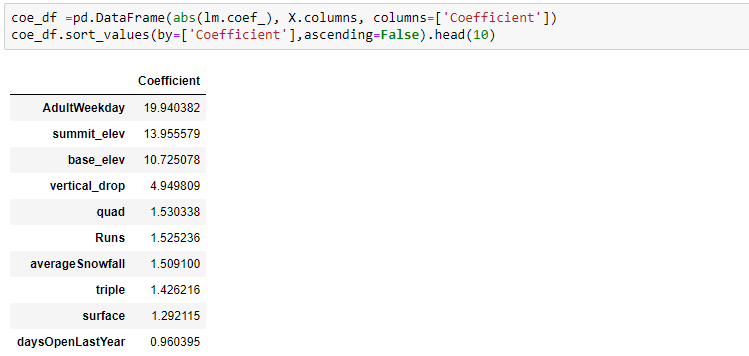 coe_df =pd.DataFrame(abs(lm.coef_), X.columns, columns=['Coefficient'])
coe_df.sort_values(by=['Coefficient'],ascending=False).head(10)
Coefficient
AdultWeekday 19.940382
summit_elev 13.955579
base_elev 10.725078
vertical_drop 4.949809
quad 1.530338
Runs 1.525236
averageSnowfall 1.509100
triple 1.426216
surface 1.292115
daysOpenLastYear 0.960395